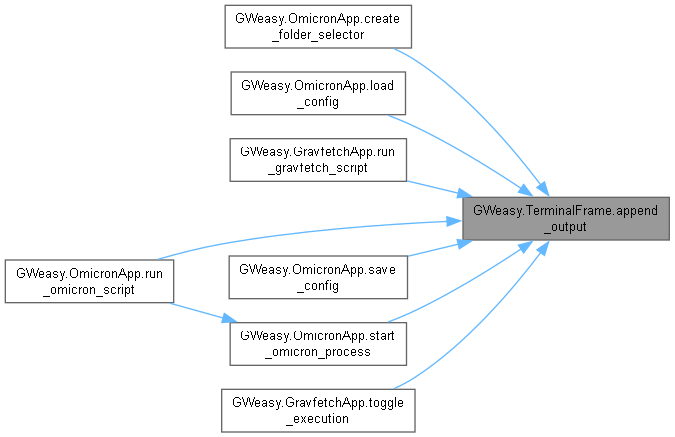 GWeasy.OmicronApp.create
_folder_selector
GWeasy.OmicronApp.load
_config
GWeasy.GravfetchApp.run
_gravfetch_script
GWeasy.TerminalFrame.append
_output
GWeasy.OmicronApp.run
_omicron_script
GWeasy.OmicronApp.save
_config
GWeasy.OmicronApp.start
_omicron_process
GWeasy.GravfetchApp.toggle
_execution